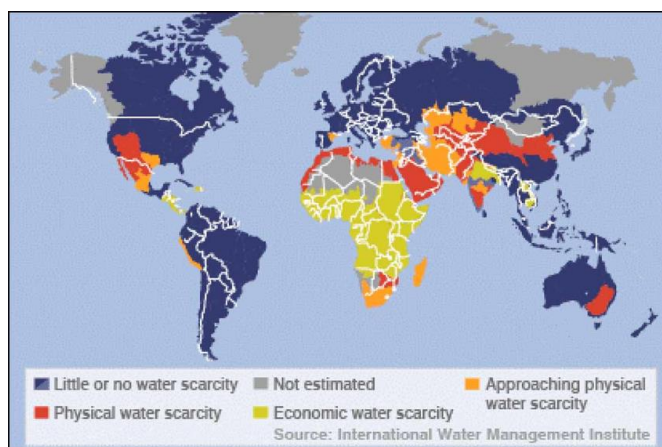 Little or no water scarcity
Not estimated
Approaching physical
water scarcity
Physical water scarcity
Economic water scarcity
Source: International Water Management Institute